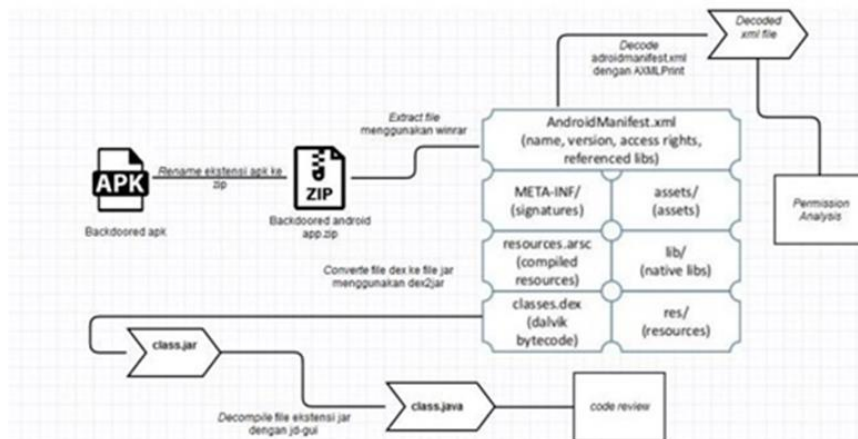 Decoded
xml file
Decode
adroidmanifest.xml
dengan AXMLPrint
Extract file
menggunakan winrar
AndroidManifest.xml
(name, version, access rights,
referenced libs)
APK
Rename ekstensi apk ke
zip
ZIP
Backdoored apk
Backdoored android
app.zip
META-INF/
(signatures)
assets/
(assets)
Permission
Analysis
resources.arsc
(compiled
resources)
lib/
(native libs)
Converte file dex ke file jar
menggunakan dex2jar
classes.dex
(dalvik
bytecode)
res/
(resources)
class.jar
Decompile file ekstensi jar
dengan jd-gui
class.java
code review